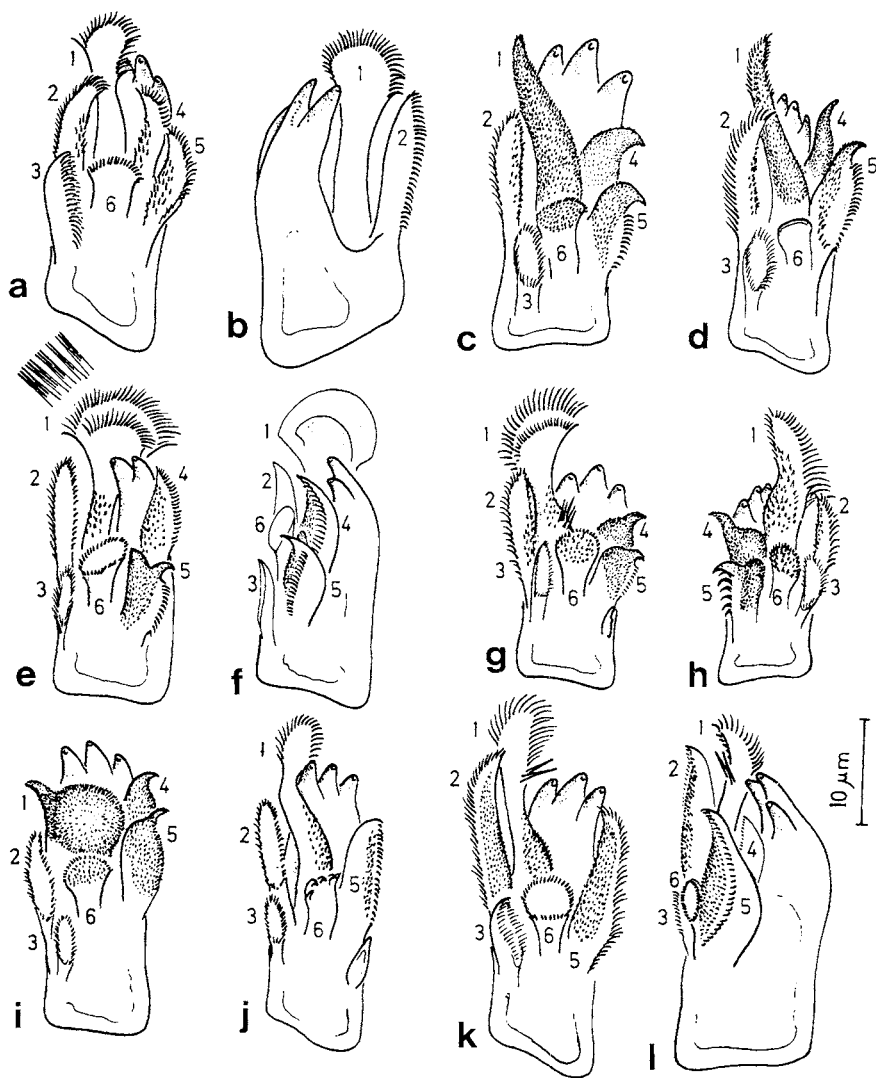 1 2 3 4 5 6 a
1 2 b
1 2 3 4 5 6 c
1 2 3 4 5 6 d
1 2 3 4 5 6 e
1 2 3 4 5 6 f
1 2 3 4 5 6 g
1 2 3 4 5 6 h
1 2 3 4 5 6 i
1 2 3 5 6 j
1 2 3 5 6 k
1 2 3 4 5 6 l
10 µm